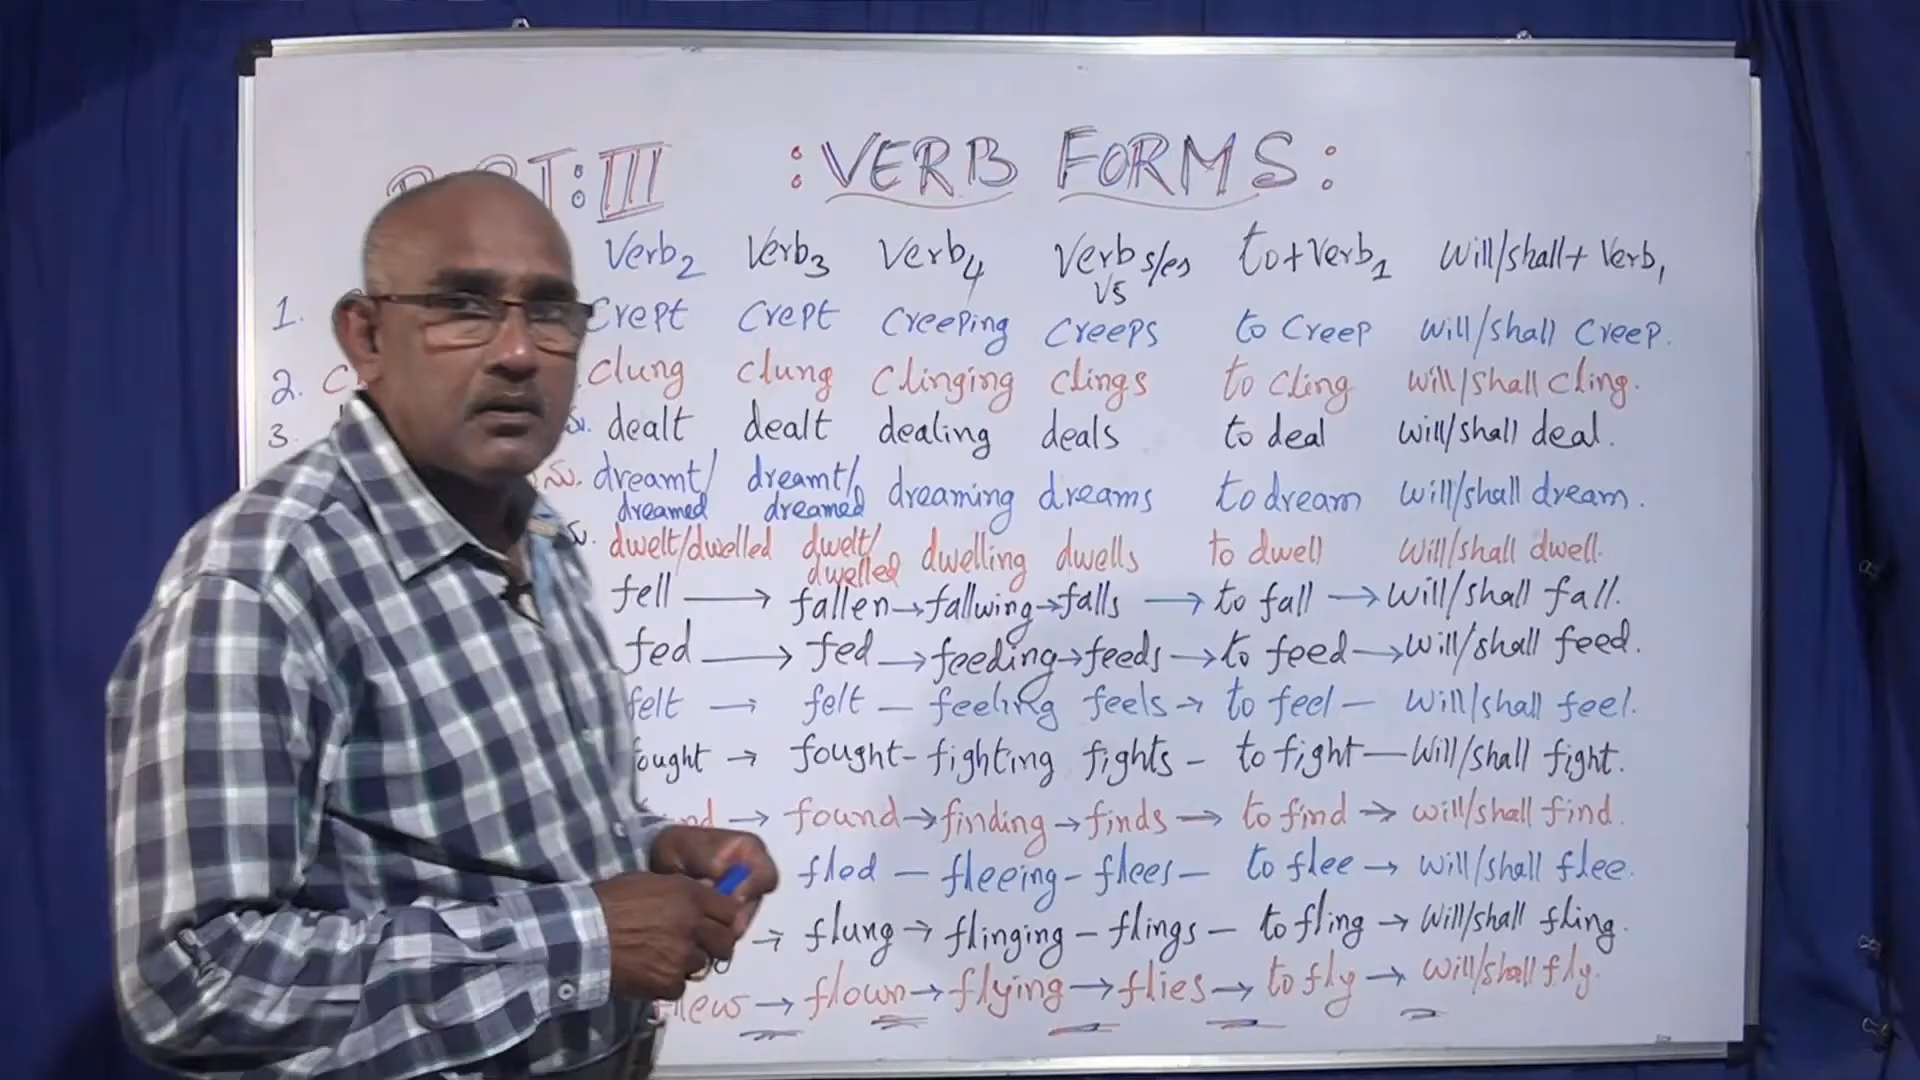 :III :VERB FORMS:
Verb2 Verb3 Verb4 Verb s/es to+Verb1 Will/shall+ Verb1
V5
1. Crept Crept Creeping Creeps to Creep Will/shall Creep.
2. Clung Clung Clinging Clings to Cling Will/shall Cling.
3. dealt dealt dealing deals to deal Will/shall deal.
ను. dreamt/ dreamt/ dreaming dreams to dream Will/shall dream.
dreamed dreamed
dwelt/dwelled dwelt/ dwelling dwells to dwell Will/shall dwell.
dwelled
fell → fallen→fallwing→falls → to fall → Will/shall fall.
fed → fed → feeding→feeds → to feed → Will/shall feed.
felt → felt – feeling feels → to feel – Will/shall feel.
ought → fought – fighting fights – to fight – Will/shall fight.
→ found→finding→finds → to find → will/shall find.
fled – fleeing – flees – to flee → Will/shall flee.
→ flung → flinging – flings – to fling → Will/shall fling.
flew → flown→flying → flies → to fly → Will/shall fly.